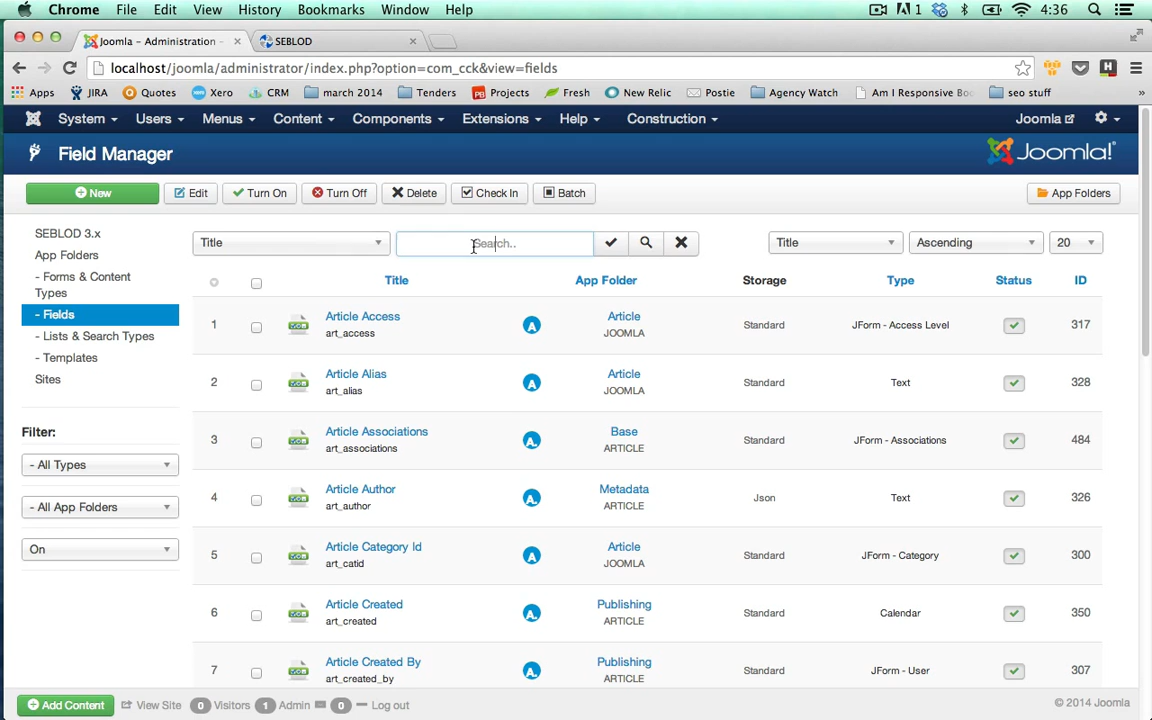 Chrome File Edit View History Bookmarks Window Help 1 4:36
Joomla - Administration - SEBLOD
localhost/joomla/administrator/index.php?option=com_cck&view=fields
Apps JIRA Quotes Xero CRM march 2014 Tenders Projects Fresh New Relic Postie Agency Watch Am I Responsive Boo seo stuff »
System Users Menus Content Components Extensions Help Construction Joomla
Field Manager Joomla!
New Edit Turn On Turn Off Delete Check In Batch App Folders
SEBLOD 3.x
App Folders
- Forms & Content
Types
- Fields
- Lists & Search Types
- Templates
Sites
Filter:
- All Types
- All App Folders
On
Title Search.. Title Ascending 20
Title App Folder Storage Type Status ID
1 Article Access art_access A Article JOOMLA Standard JForm - Access Level 317
2 Article Alias art_alias A Article JOOMLA Standard Text 328
3 Article Associations art_associations A. Base ARTICLE Standard JForm - Associations 484
4 Article Author art_author A. Metadata ARTICLE Json Text 326
5 Article Category Id art_catid A Article JOOMLA Standard JForm - Category 300
6 Article Created art_created A. Publishing ARTICLE Standard Calendar 350
7 Article Created By art_created_by A. Publishing ARTICLE Standard JForm - User 307
Add Content View Site 0 Visitors 1 Admin 0 Log out © 2014 Joomla